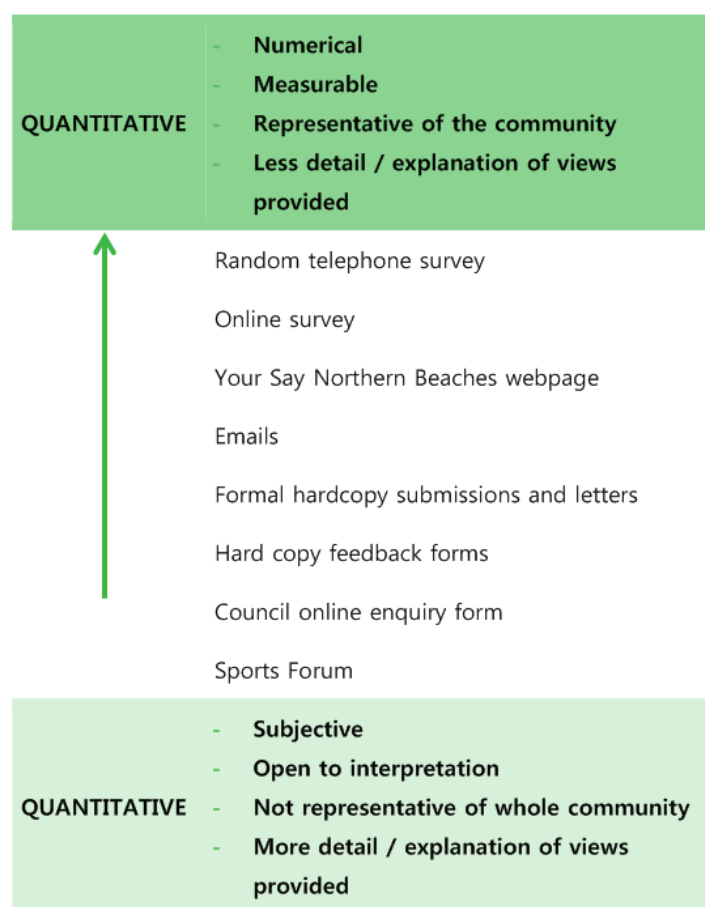 QUANTITATIVE
- Numerical
- Measurable
- Representative of the community
- Less detail / explanation of views
provided
Random telephone survey
Online survey
Your Say Northern Beaches webpage
Emails
Formal hardcopy submissions and letters
Hard copy feedback forms
Council online enquiry form
Sports Forum
QUANTITATIVE
- Subjective
- Open to interpretation
- Not representative of whole community
- More detail / explanation of views
provided